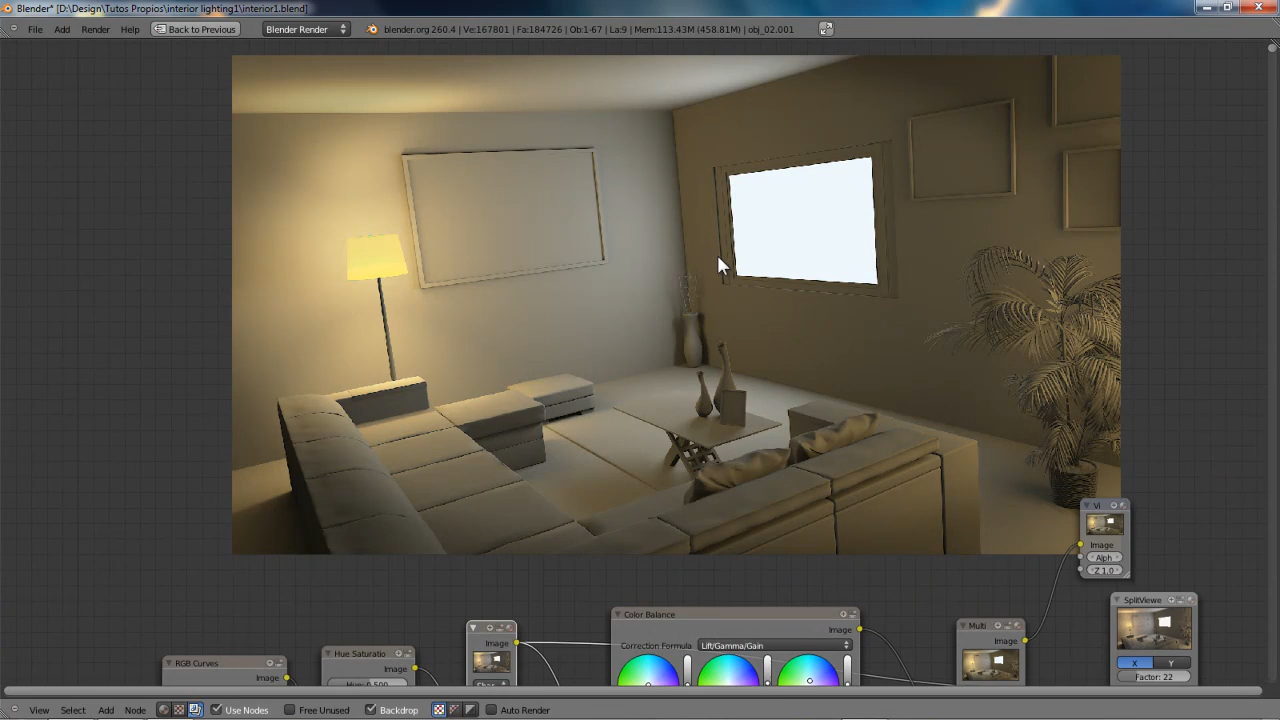 Blender* [D:\Design\Tutos Propios\interior lighting1\interior1.blend]
File Add Render Help Back to Previous Blender Render blender.org 260.4 | Ve:167801 | Fa:184726 | Ob:1-67 | La:9 | Mem:113.43M (458.81M) | obj_02.001
Vi
Image
Alph
Z 1.0
SplitViewe
X Y
Factor: 22
Multi
Image
Color Balance
Image
Correction Formula Lift/Gamma/Gain
Image
Hue Saturatio
Image
Hue: 0.500
RGB Curves
Image
View Select Add Node Use Nodes Free Unused Backdrop Auto Render